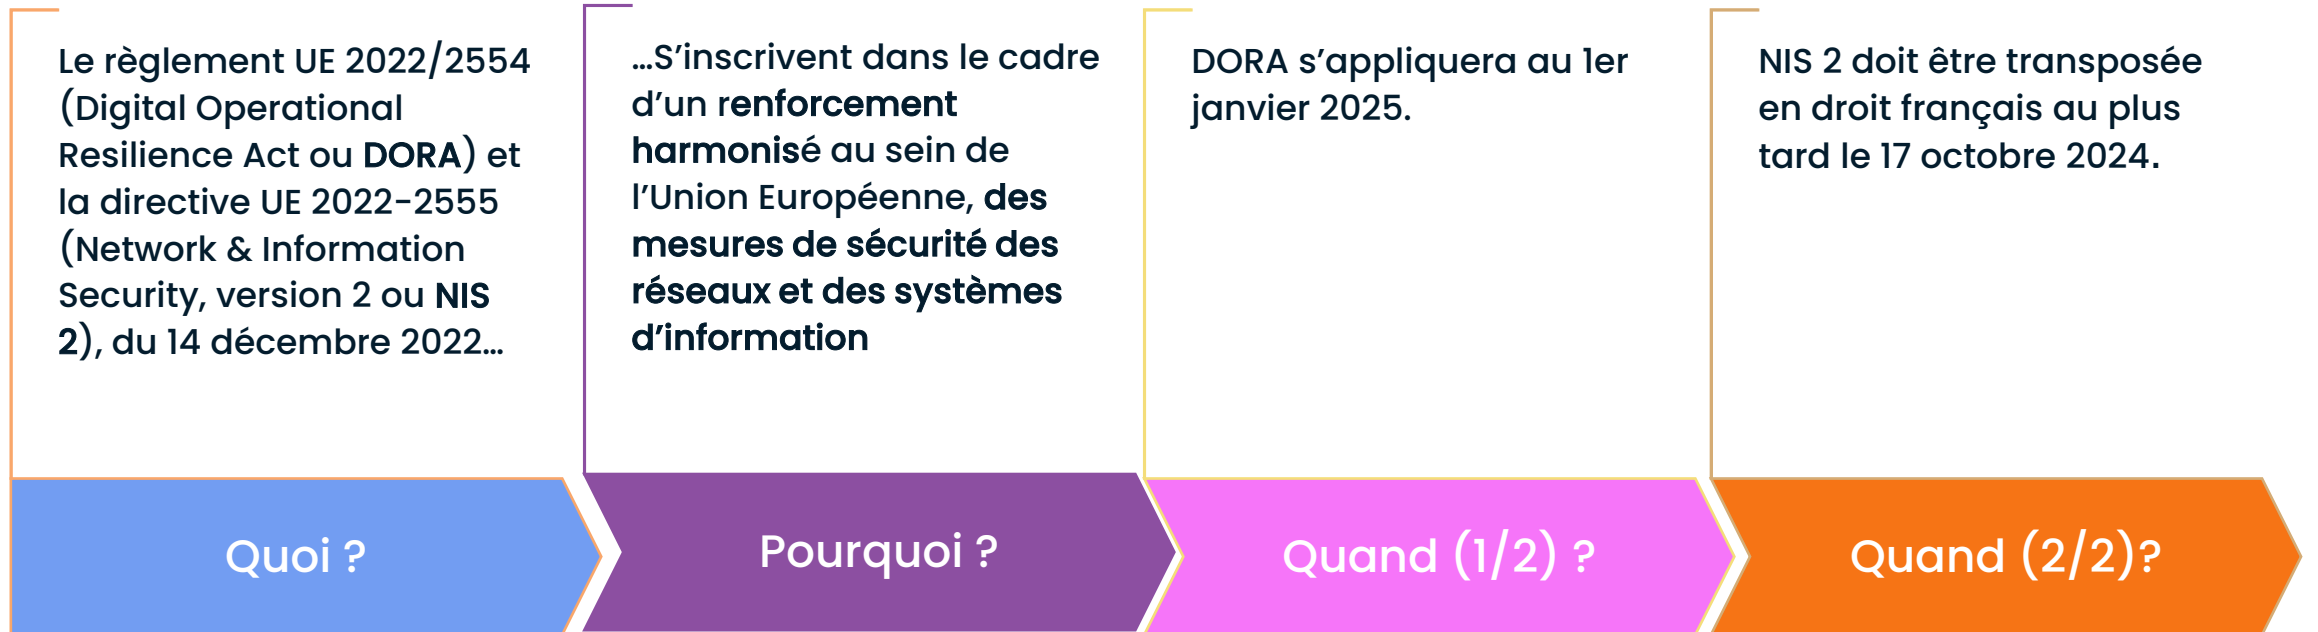 Le règlement UE 2022/2554
(Digital Operational
Resilience Act ou DORA) et
la directive UE 2022-2555
(Network & Information
Security, version 2 ou NIS
2), du 14 décembre 2022...
Quoi ?
...S’inscrivent dans le cadre
d’un renforcement
harmonisé au sein de
l’Union Européenne, des
mesures de sécurité des
réseaux et des systèmes
d’information
Pourquoi ?
DORA s’appliquera au 1er
janvier 2025.
Quand (1/2) ?
NIS 2 doit être transposée
en droit français au plus
tard le 17 octobre 2024.
Quand (2/2)?